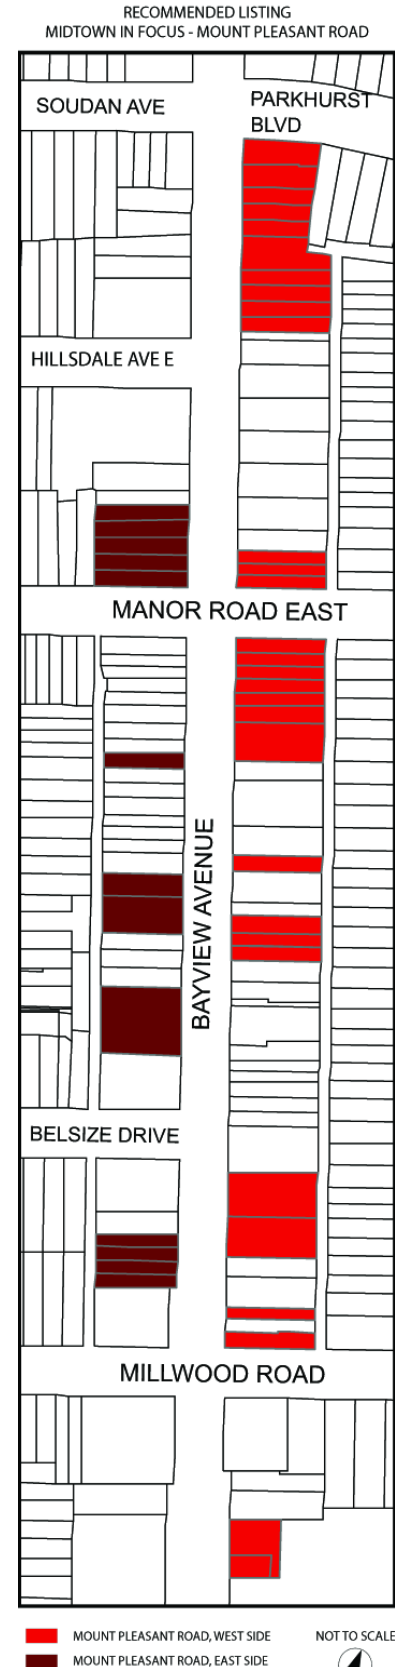 RECOMMENDED LISTING
MIDTOWN IN FOCUS - MOUNT PLEASANT ROAD
SOUDAN AVE
PARKHURST
BLVD
HILLSDALE AVE E
MANOR ROAD EAST
BAYVIEW AVENUE
BELSIZE DRIVE
MILLWOOD ROAD
MOUNT PLEASANT ROAD, WEST SIDE
NOT TO SCALE
MOUNT PLEASANT ROAD, EAST SIDE